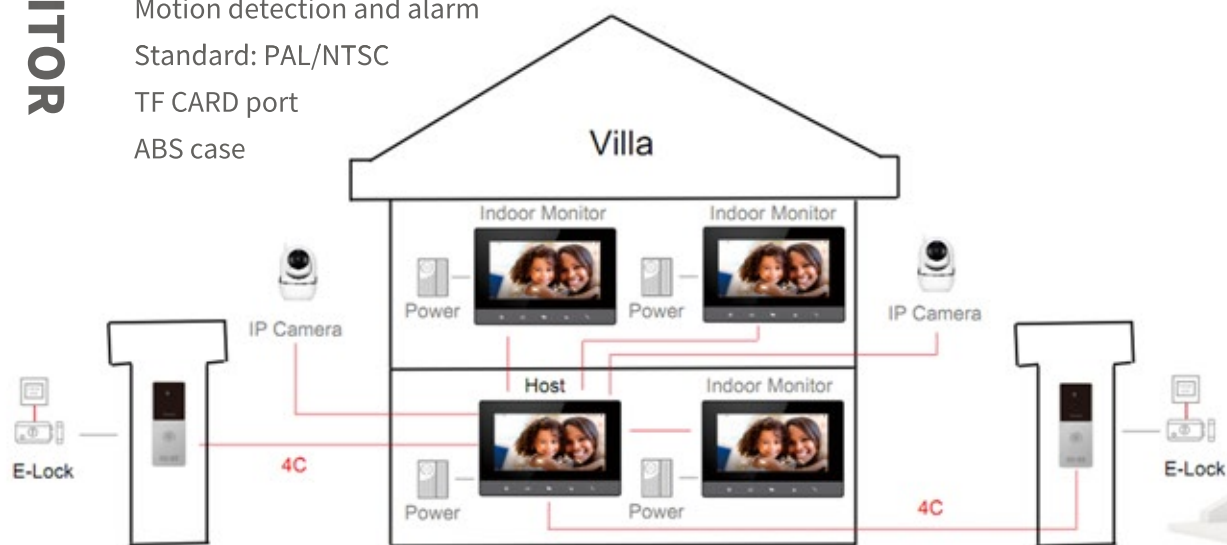 ITOR
Motion detection and alarm
Standard: PAL/NTSC
TF CARD port
ABS case
Villa
Indoor Monitor
Indoor Monitor
Power
Power
IP Camera
IP Camera
Host
Indoor Monitor
E-Lock
4C
Power
Power
4C
E-Lock